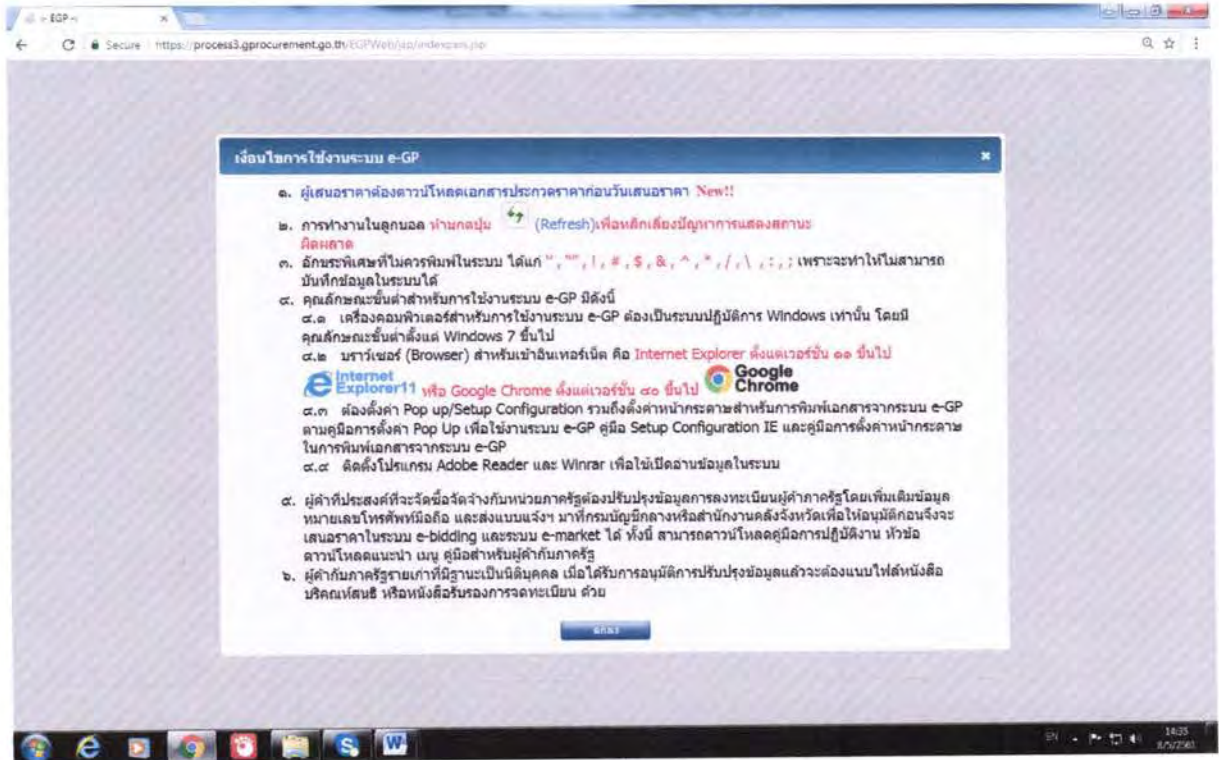 EGP
Secure https://process3.gprocurement.go.th/EGPWeb/jsp/
เงื่อนไขการใช้งานระบบ e-GP
๑. ผู้เสนอราคาต้องดาวน์โหลดเอกสารประกวดราคาก่อนวันเสนอราคา New!!
๒. การทำงานในลูกบอล ห้ามกดปุ่ม (Refresh)เพื่อหลีกเลี่ยงปัญหาการแสดงสถานะ
ผิดพลาด
๓. อักขระพิเศษที่ไม่ควรพิมพ์ในระบบ ได้แก่ " , "" , ! , # , $ , & , ^ , * , / , \ , : , ; เพราะจะทำให้ไม่สามารถ
บันทึกข้อมูลในระบบได้
๔. คุณลักษณะขั้นต่ำสำหรับการใช้งานระบบ e-GP มีดังนี้
๔.๑ เครื่องคอมพิวเตอร์สำหรับการใช้งานระบบ e-GP ต้องเป็นระบบปฏิบัติการ Windows เท่านั้น โดยมี
คุณลักษณะขั้นต่ำตั้งแต่ Windows 7 ขึ้นไป
๔.๒ บราว์เซอร์ (Browser) สำหรับเข้าอินเทอร์เน็ต คือ Internet Explorer ตั้งแต่เวอร์ชั่น ๑๑ ขึ้นไป
Internet Explorer11 หรือ Google Chrome ตั้งแต่เวอร์ชั่น ๔๐ ขึ้นไป Google Chrome
๔.๓ ต้องตั้งค่า Pop up/Setup Configuration รวมถึงตั้งค่าหน้ากระดาษสำหรับการพิมพ์เอกสารจากระบบ e-GP
ตามคู่มือการตั้งค่า Pop Up เพื่อใช้งานระบบ e-GP คู่มือ Setup Configuration IE และคู่มือการตั้งค่าหน้ากระดาษ
ในการพิมพ์เอกสารจากระบบ e-GP
๔.๔ ติดตั้งโปรแกรม Adobe Reader และ Winrar เพื่อใช้เปิดอ่านข้อมูลในระบบ
๕. ผู้ค้าที่ประสงค์ที่จะจัดซื้อจัดจ้างกับหน่วยภาครัฐต้องปรับปรุงข้อมูลการลงทะเบียนผู้ค้าภาครัฐโดยเพิ่มเติมข้อมูล
หมายเลขโทรศัพท์มือถือ และส่งแบบแจ้งฯ มาที่กรมบัญชีกลางหรือสำนักงานคลังจังหวัดเพื่อให้อนุมัติก่อนจึงจะ
เสนอราคาในระบบ e-bidding และระบบ e-market ได้ ทั้งนี้ สามารถดาวน์โหลดคู่มือการปฏิบัติงาน หัวข้อ
ดาวน์โหลดแนะนำ เมนู คู่มือสำหรับผู้ค้ากับภาครัฐ
๖. ผู้ค้ากับภาครัฐรายเก่าที่มีฐานะเป็นนิติบุคคล เมื่อได้รับการอนุมัติการปรับปรุงข้อมูลแล้วจะต้องแนบไฟล์หนังสือ
บริคณห์สนธิ หรือหนังสือรับรองการจดทะเบียน ด้วย
ตกลง
EN
14:35
8/5/2561